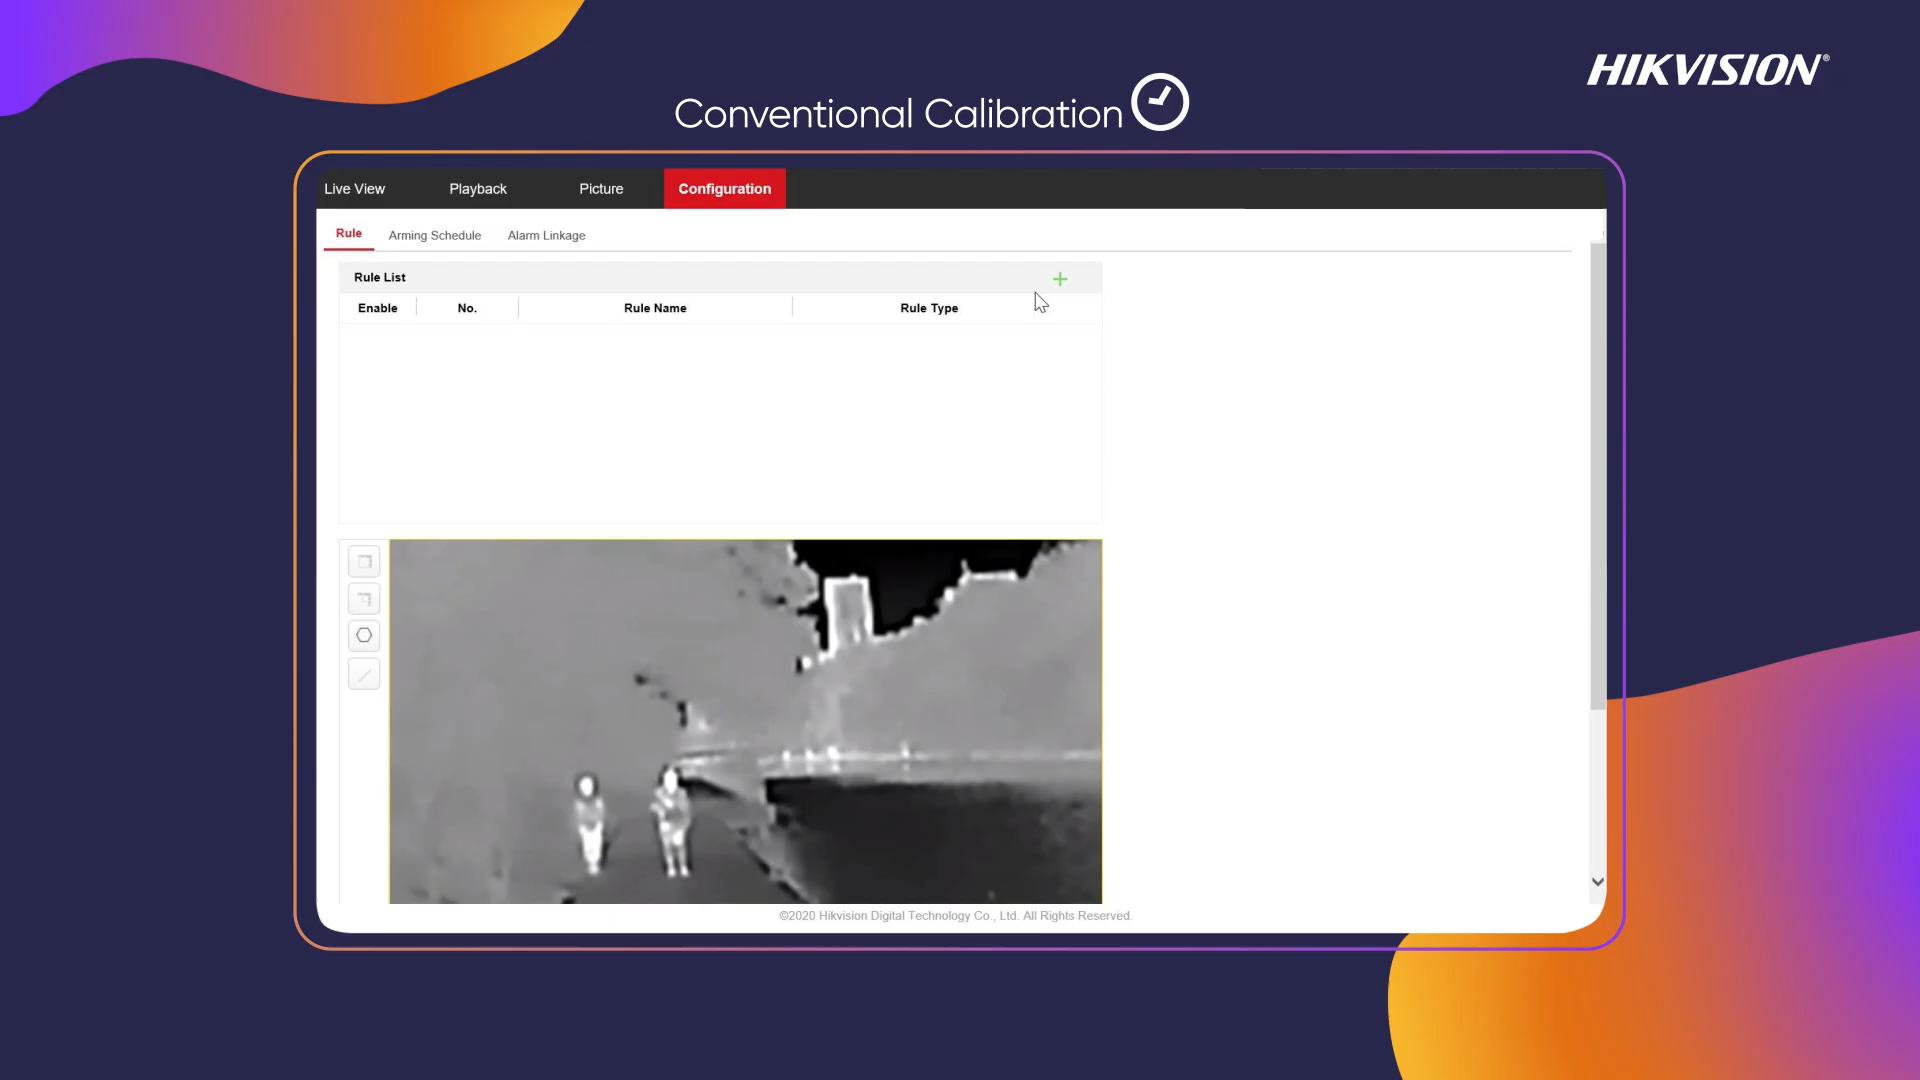 HIKVISION®
Conventional Calibration
Live View Playback Picture Configuration
Rule Arming Schedule Alarm Linkage
Rule List
Enable No. Rule Name Rule Type
©2020 Hikvision Digital Technology Co., Ltd. All Rights Reserved.